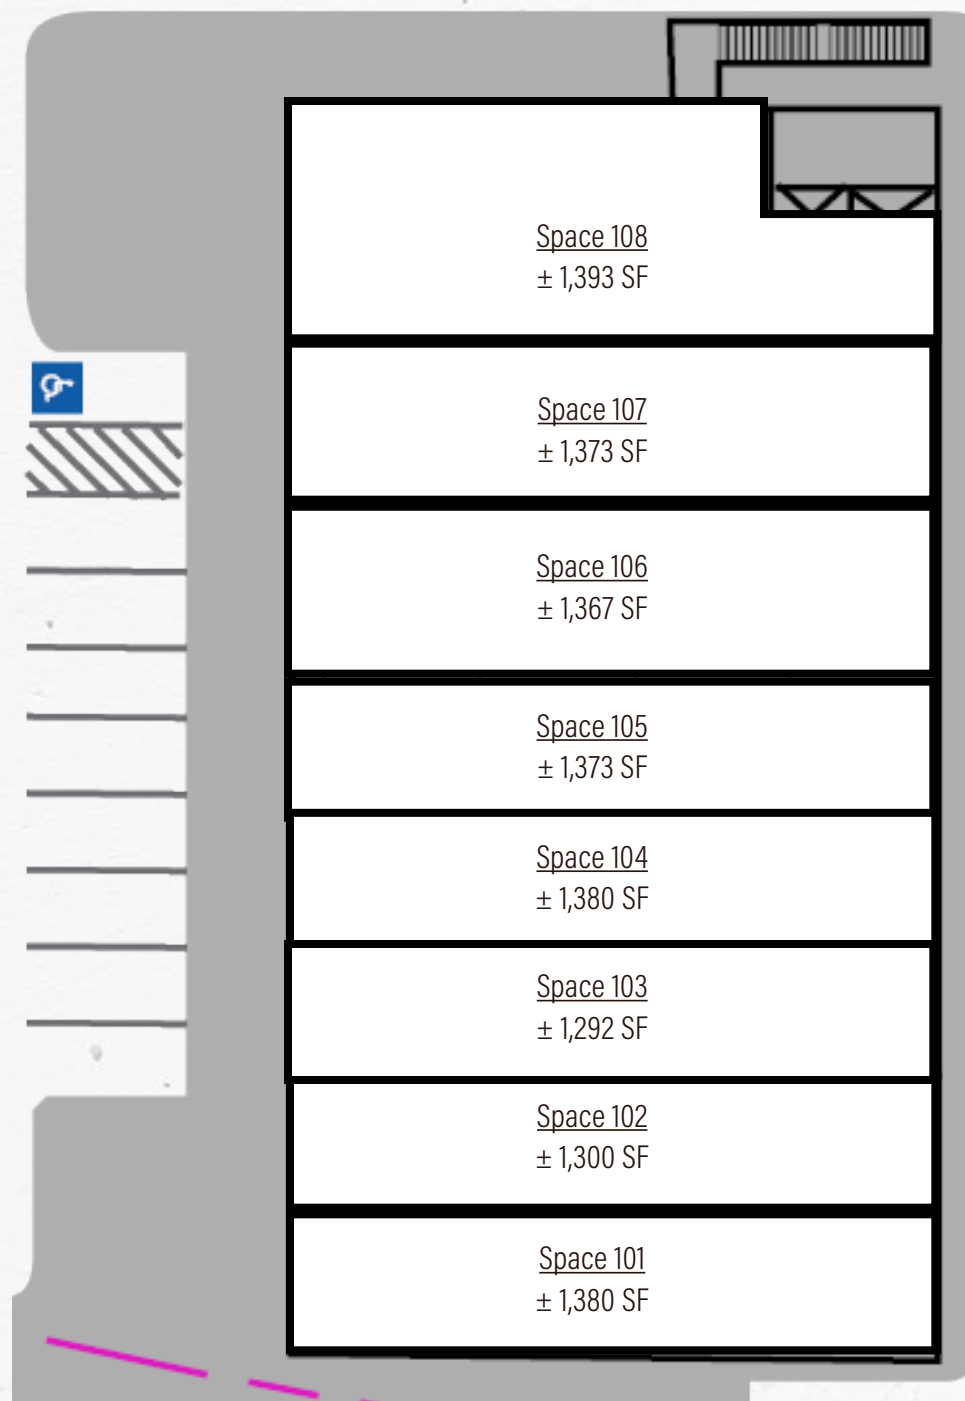 Space 108
± 1,393 SF
Space 107
± 1,373 SF
Space 106
± 1,367 SF
Space 105
± 1,373 SF
Space 104
± 1,380 SF
Space 103
± 1,292 SF
Space 102
± 1,300 SF
Space 101
± 1,380 SF